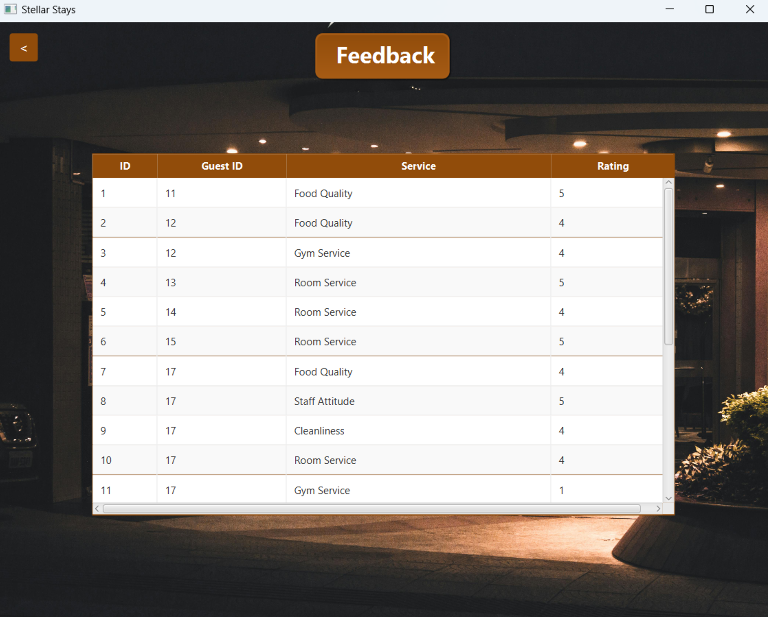 Stellar Stays
<
Feedback
ID Guest ID Service Rating
1 11 Food Quality 5
2 12 Food Quality 4
3 12 Gym Service 4
4 13 Room Service 5
5 14 Room Service 4
6 15 Room Service 5
7 17 Food Quality 4
8 17 Staff Attitude 5
9 17 Cleanliness 4
10 17 Room Service 4
11 17 Gym Service 1